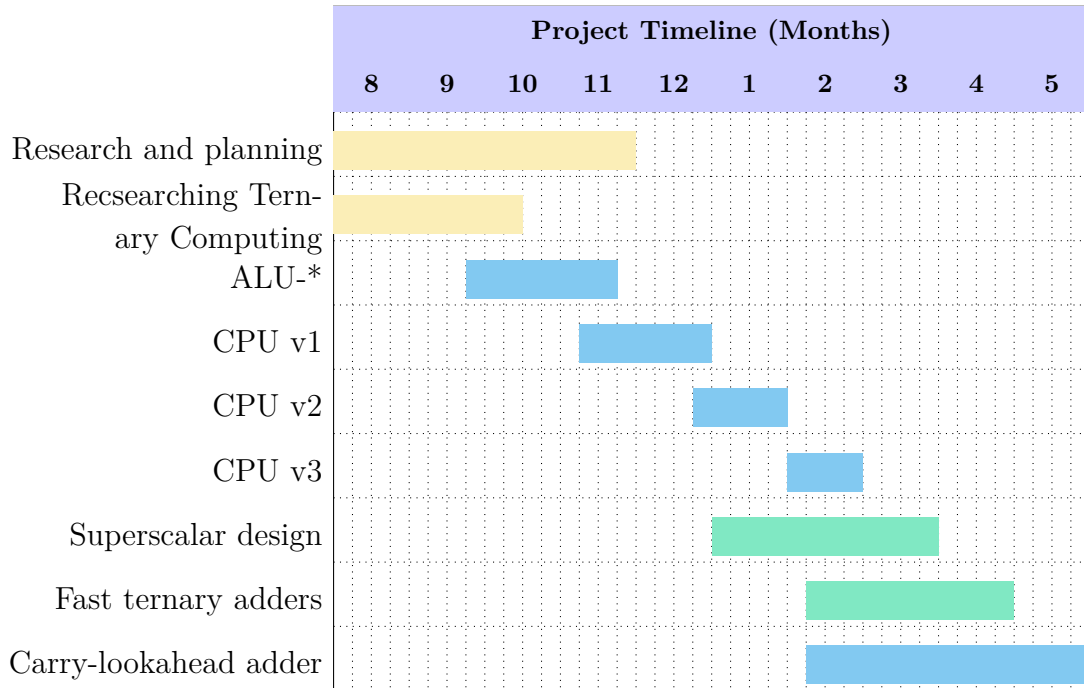 Project Timeline (Months)
8 9 10 11 12 1 2 3 4 5
Research and planning
Recsearching Tern-
ary Computing
ALU-*
CPU v1
CPU v2
CPU v3
Superscalar design
Fast ternary adders
Carry-lookahead adder